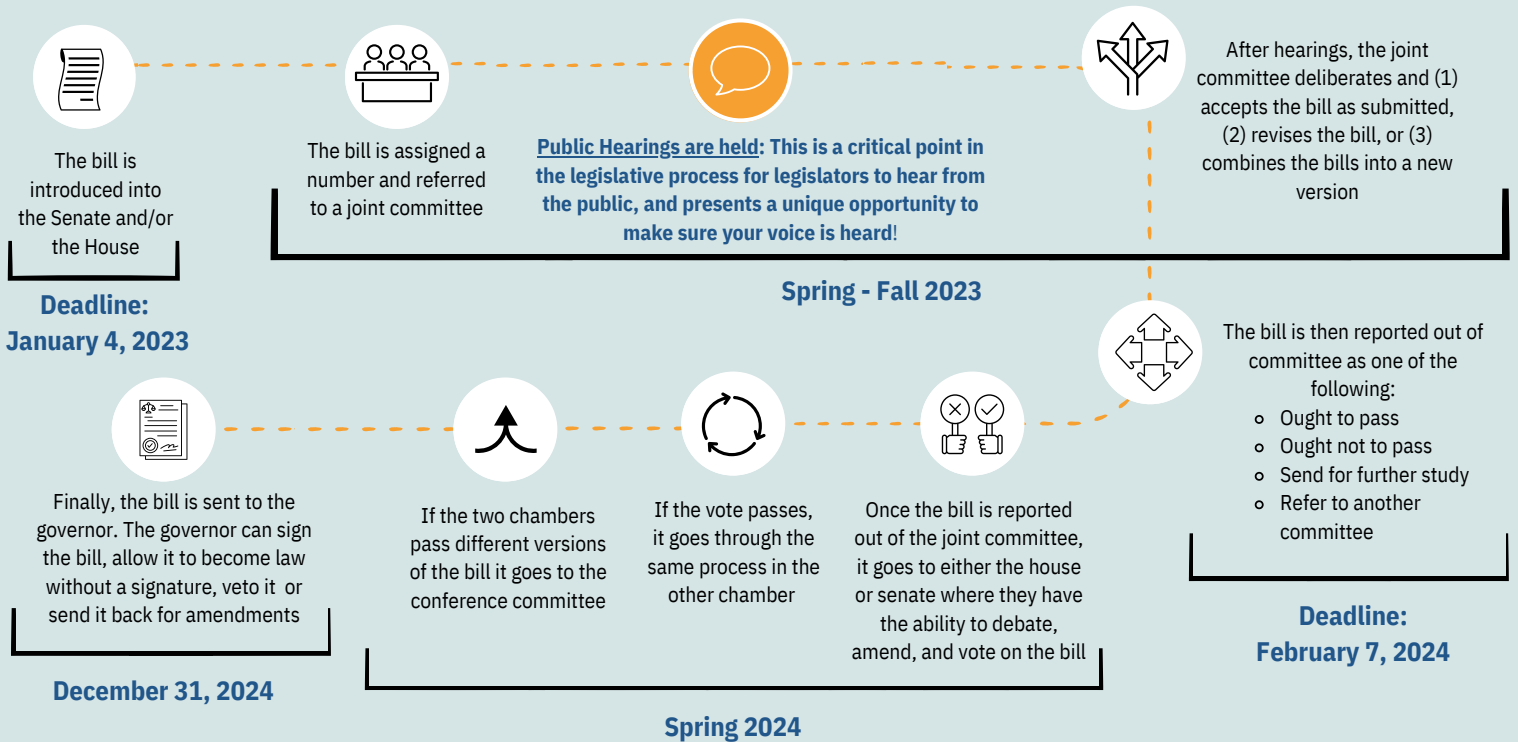 The bill is
introduced into
the Senate and/or
the House
Deadline:
January 4, 2023
The bill is assigned a
number and referred
to a joint committee
Public Hearings are held: This is a critical point in
the legislative process for legislators to hear from
the public, and presents a unique opportunity to
make sure your voice is heard!
After hearings, the joint
committee deliberates and (1)
accepts the bill as submitted,
(2) revises the bill, or (3)
combines the bills into a new
version
Spring - Fall 2023
The bill is then reported out of
committee as one of the
following:
Ought to pass
Ought not to pass
Send for further study
Refer to another
committee
Deadline:
February 7, 2024
Once the bill is reported
out of the joint committee,
it goes to either the house
or senate where they have
the ability to debate,
amend, and vote on the bill
If the vote passes,
it goes through the
same process in the
other chamber
If the two chambers
pass different versions
of the bill it goes to the
conference committee
Spring 2024
Finally, the bill is sent to the
governor. The governor can sign
the bill, allow it to become law
without a signature, veto it or
send it back for amendments
December 31, 2024